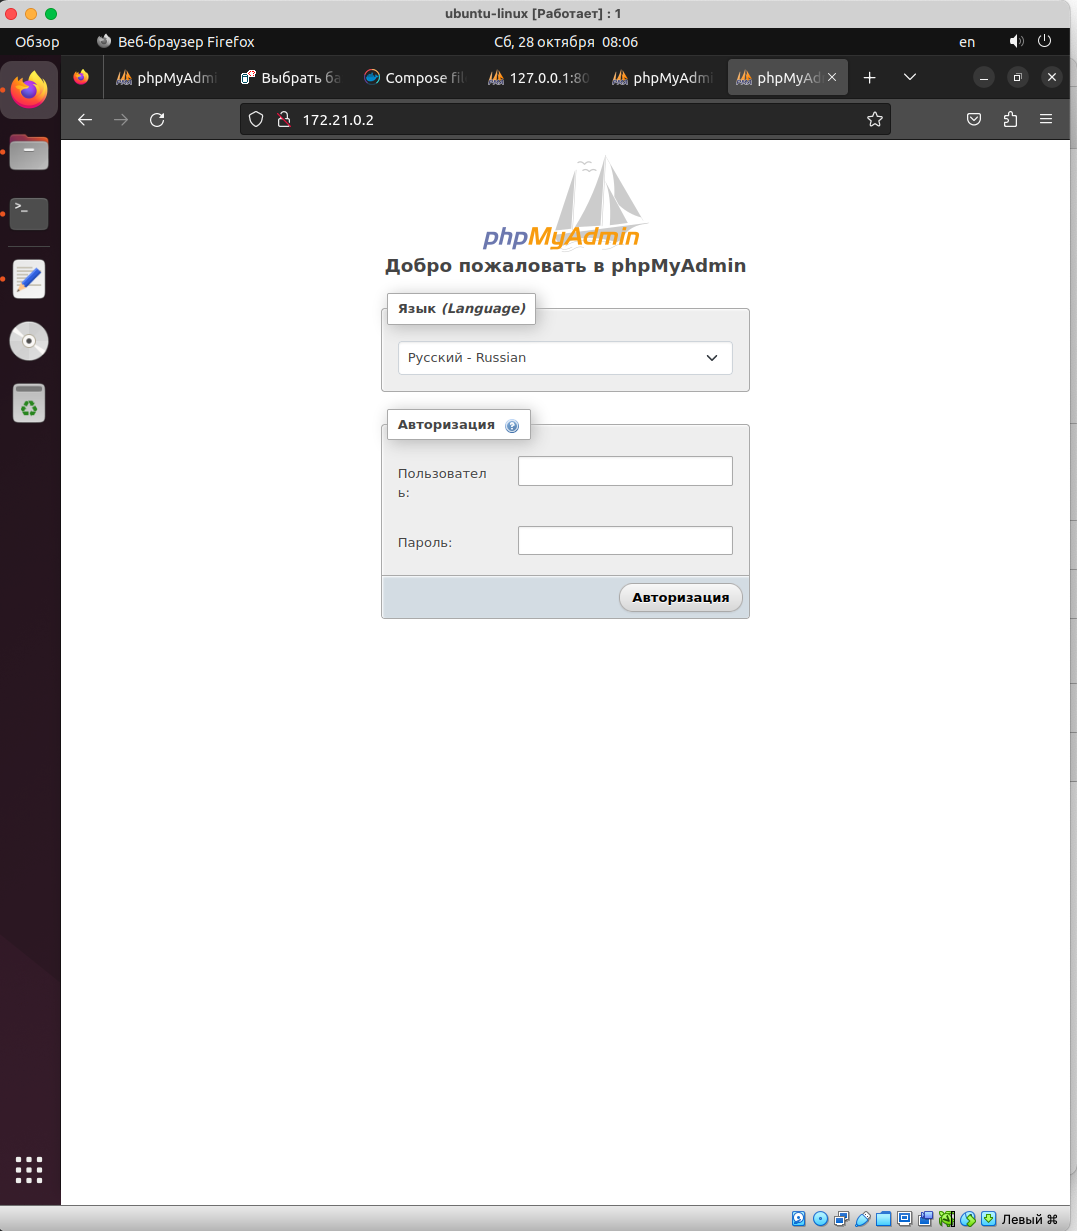 ubuntu-linux [Работает] : 1
Обзор Веб-браузер Firefox Сб, 28 октября 08:06 en
phpMyAdmi Выбрать ба Compose fil 127.0.0.1:80 phpMyAdmi phpMyAd
172.21.0.2
phpMyAdmin
Добро пожаловать в phpMyAdmin
Язык (Language)
Русский - Russian
Авторизация
Пользовател
ь:
Пароль:
Авторизация
Левый ⌘